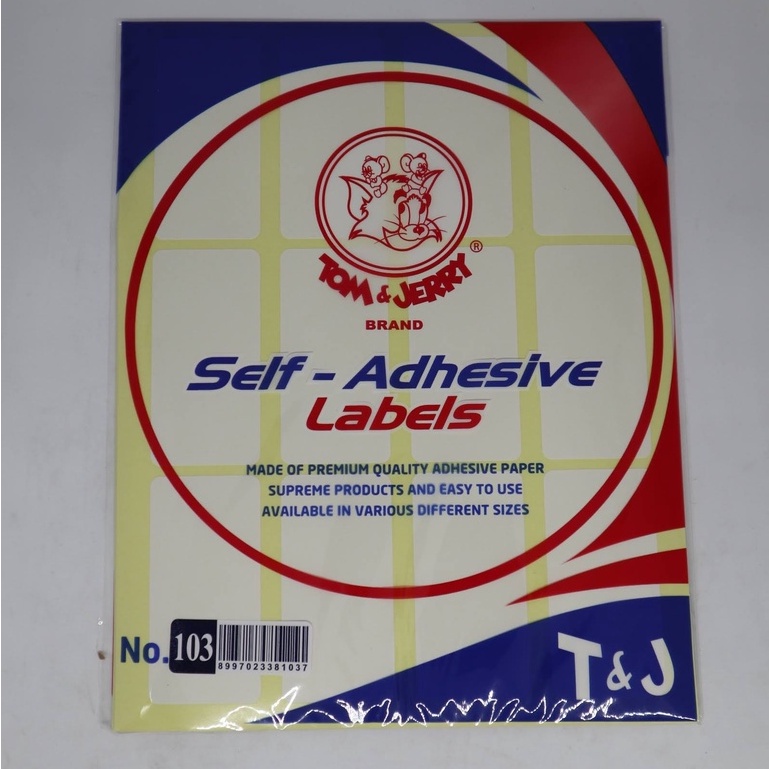 TOM & JERRY ®
BRAND
Self - Adhesive
Labels
MADE OF PREMIUM QUALITY ADHESIVE PAPER
SUPREME PRODUCTS AND EASY TO USE
AVAILABLE IN VARIOUS DIFFERENT SIZES
No. 103
8997023381037
T & J